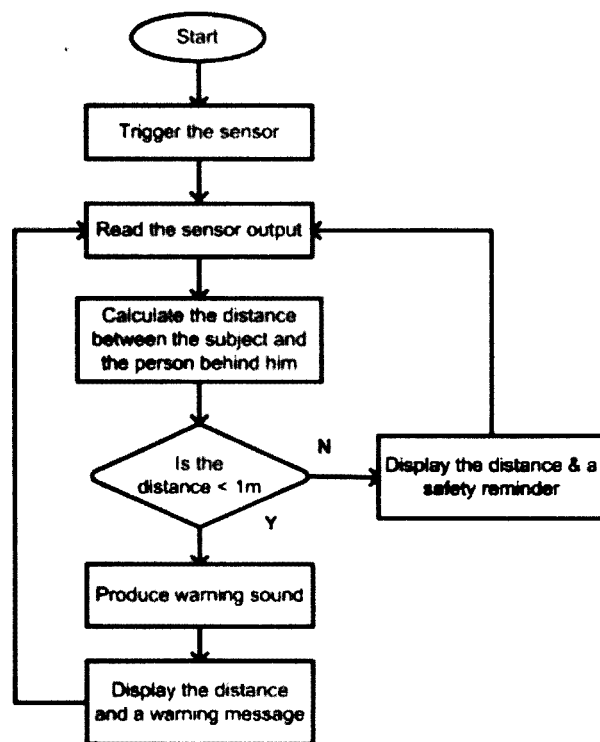 Start
Trigger the sensor
Read the sensor output
Calculate the distance
between the subject and
the person behind him
Is the
distance < 1m
N
Display the distance & a
safety reminder
Y
Produce warning sound
Display the distance
and a warning message